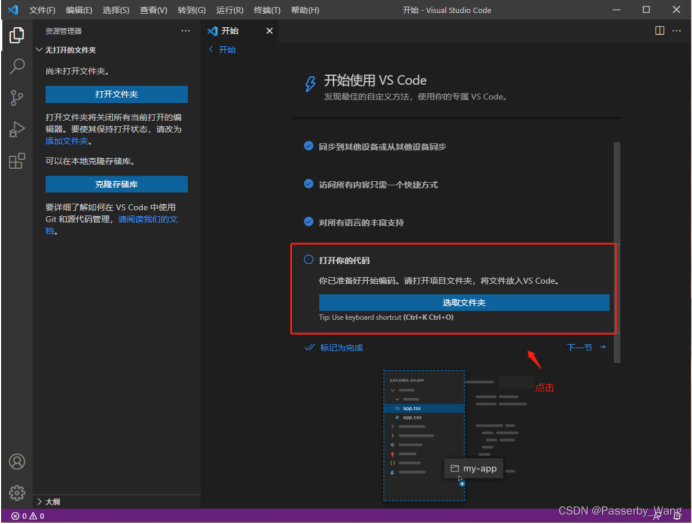 文件(F) 编辑(E) 选择(S) 查看(V) 转到(G) 运行(R) 终端(T) 帮助(H) 开始 - Visual Studio Code
资源管理器
无打开的文件夹
尚未打开文件夹。
打开文件夹
打开文件夹将关闭所有当前打开的编
辑器。要使其保持打开状态，请改为
添加文件夹。
可以在本地克隆存储库。
克隆存储库
要详细了解如何在 VS Code 中使用
Git 和源代码管理，请阅读我们的文
档。
大纲
0 0
开始
开始
开始使用 VS Code
发现最佳的自定义方法，使用你的专属 VS Code。
同步到其他设备或从其他设备同步
访问所有内容只需一个快捷方式
对所有语言的丰富支持
打开你的代码
你已准备好开始编码。请打开项目文件夹，将文件放入VS Code。
选取文件夹
Tip: Use keyboard shortcut (Ctrl+K Ctrl+O)
标记为完成 下一节
点击
EXPLORER MY-APP
app.tsx
app.css
my-app
CSDN @Passerby_Wang